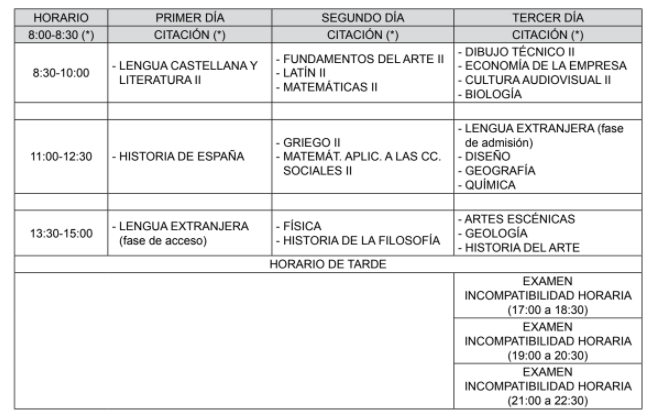 HORARIO PRIMER DÍA SEGUNDO DÍA TERCER DÍA
8:00-8:30 (*) CITACIÓN (*) CITACIÓN (*) CITACIÓN (*)
8:30-10:00
- LENGUA CASTELLANA Y
LITERATURA II
- FUNDAMENTOS DEL ARTE II
- LATÍN II
- MATEMÁTICAS II
- DIBUJO TÉCNICO II
- ECONOMÍA DE LA EMPRESA
- CULTURA AUDIOVISUAL II
- BIOLOGÍA
11:00-12:30
- HISTORIA DE ESPAÑA
- GRIEGO II
- MATEMÁT. APLIC. A LAS CC.
SOCIALES II
- LENGUA EXTRANJERA (fase
de admisión)
- DISEÑO
- GEOGRAFÍA
- QUÍMICA
13:30-15:00
- LENGUA EXTRANJERA
(fase de acceso)
- FÍSICA
- HISTORIA DE LA FILOSOFÍA
- ARTES ESCÉNICAS
- GEOLOGÍA
- HISTORIA DEL ARTE
HORARIO DE TARDE
EXAMEN
INCOMPATIBILIDAD HORARIA
(17:00 a 18:30)
EXAMEN
INCOMPATIBILIDAD HORARIA
(19:00 a 20:30)
EXAMEN
INCOMPATIBILIDAD HORARIA
(21:00 a 22:30)